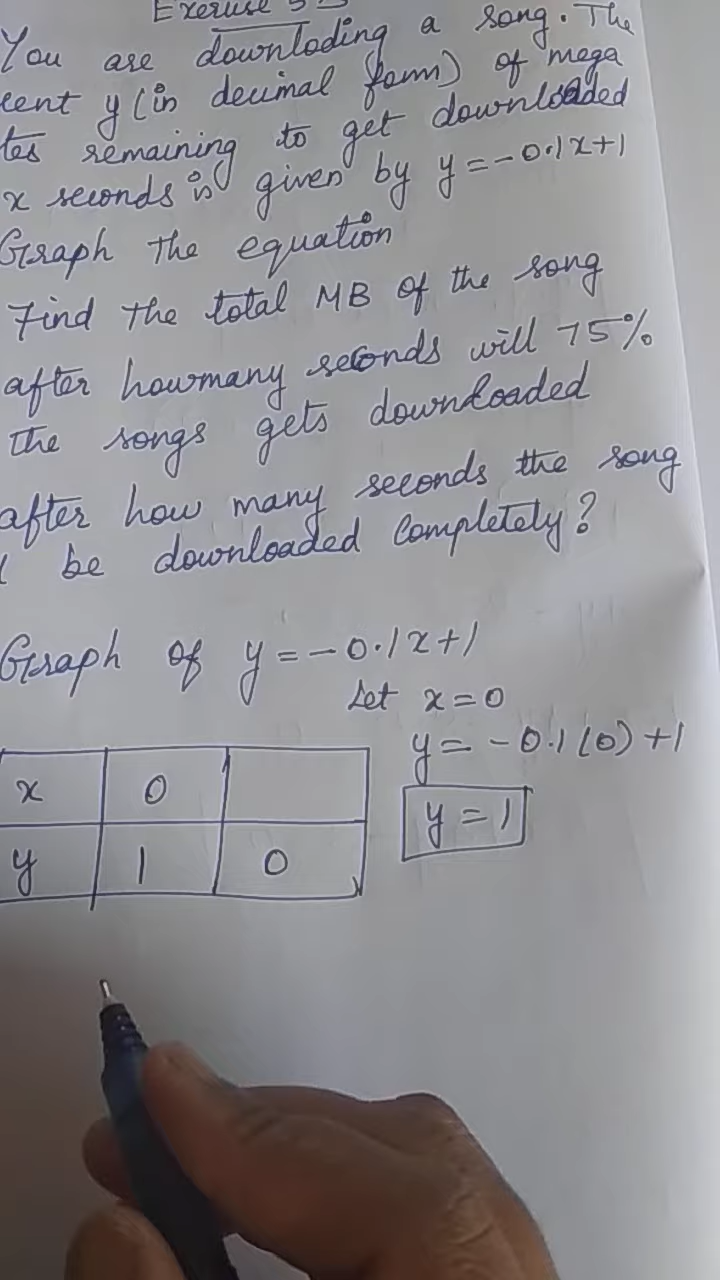 Exercise 3
You are downloding a song. The
cent y (in decimal form) of mega
tes remaining to get downloaded
x seconds is given by y=-0.1x+1
Graph the equation
Find the total MB of the song
after howmany seconds will 75%
the songs gets downloaded
after how many seconds the song
l be downloaded completely?
Graph of y=-0.1x+1
Let x=0
y= -0.1(0)+1
x 0
y = 1
y 1 0